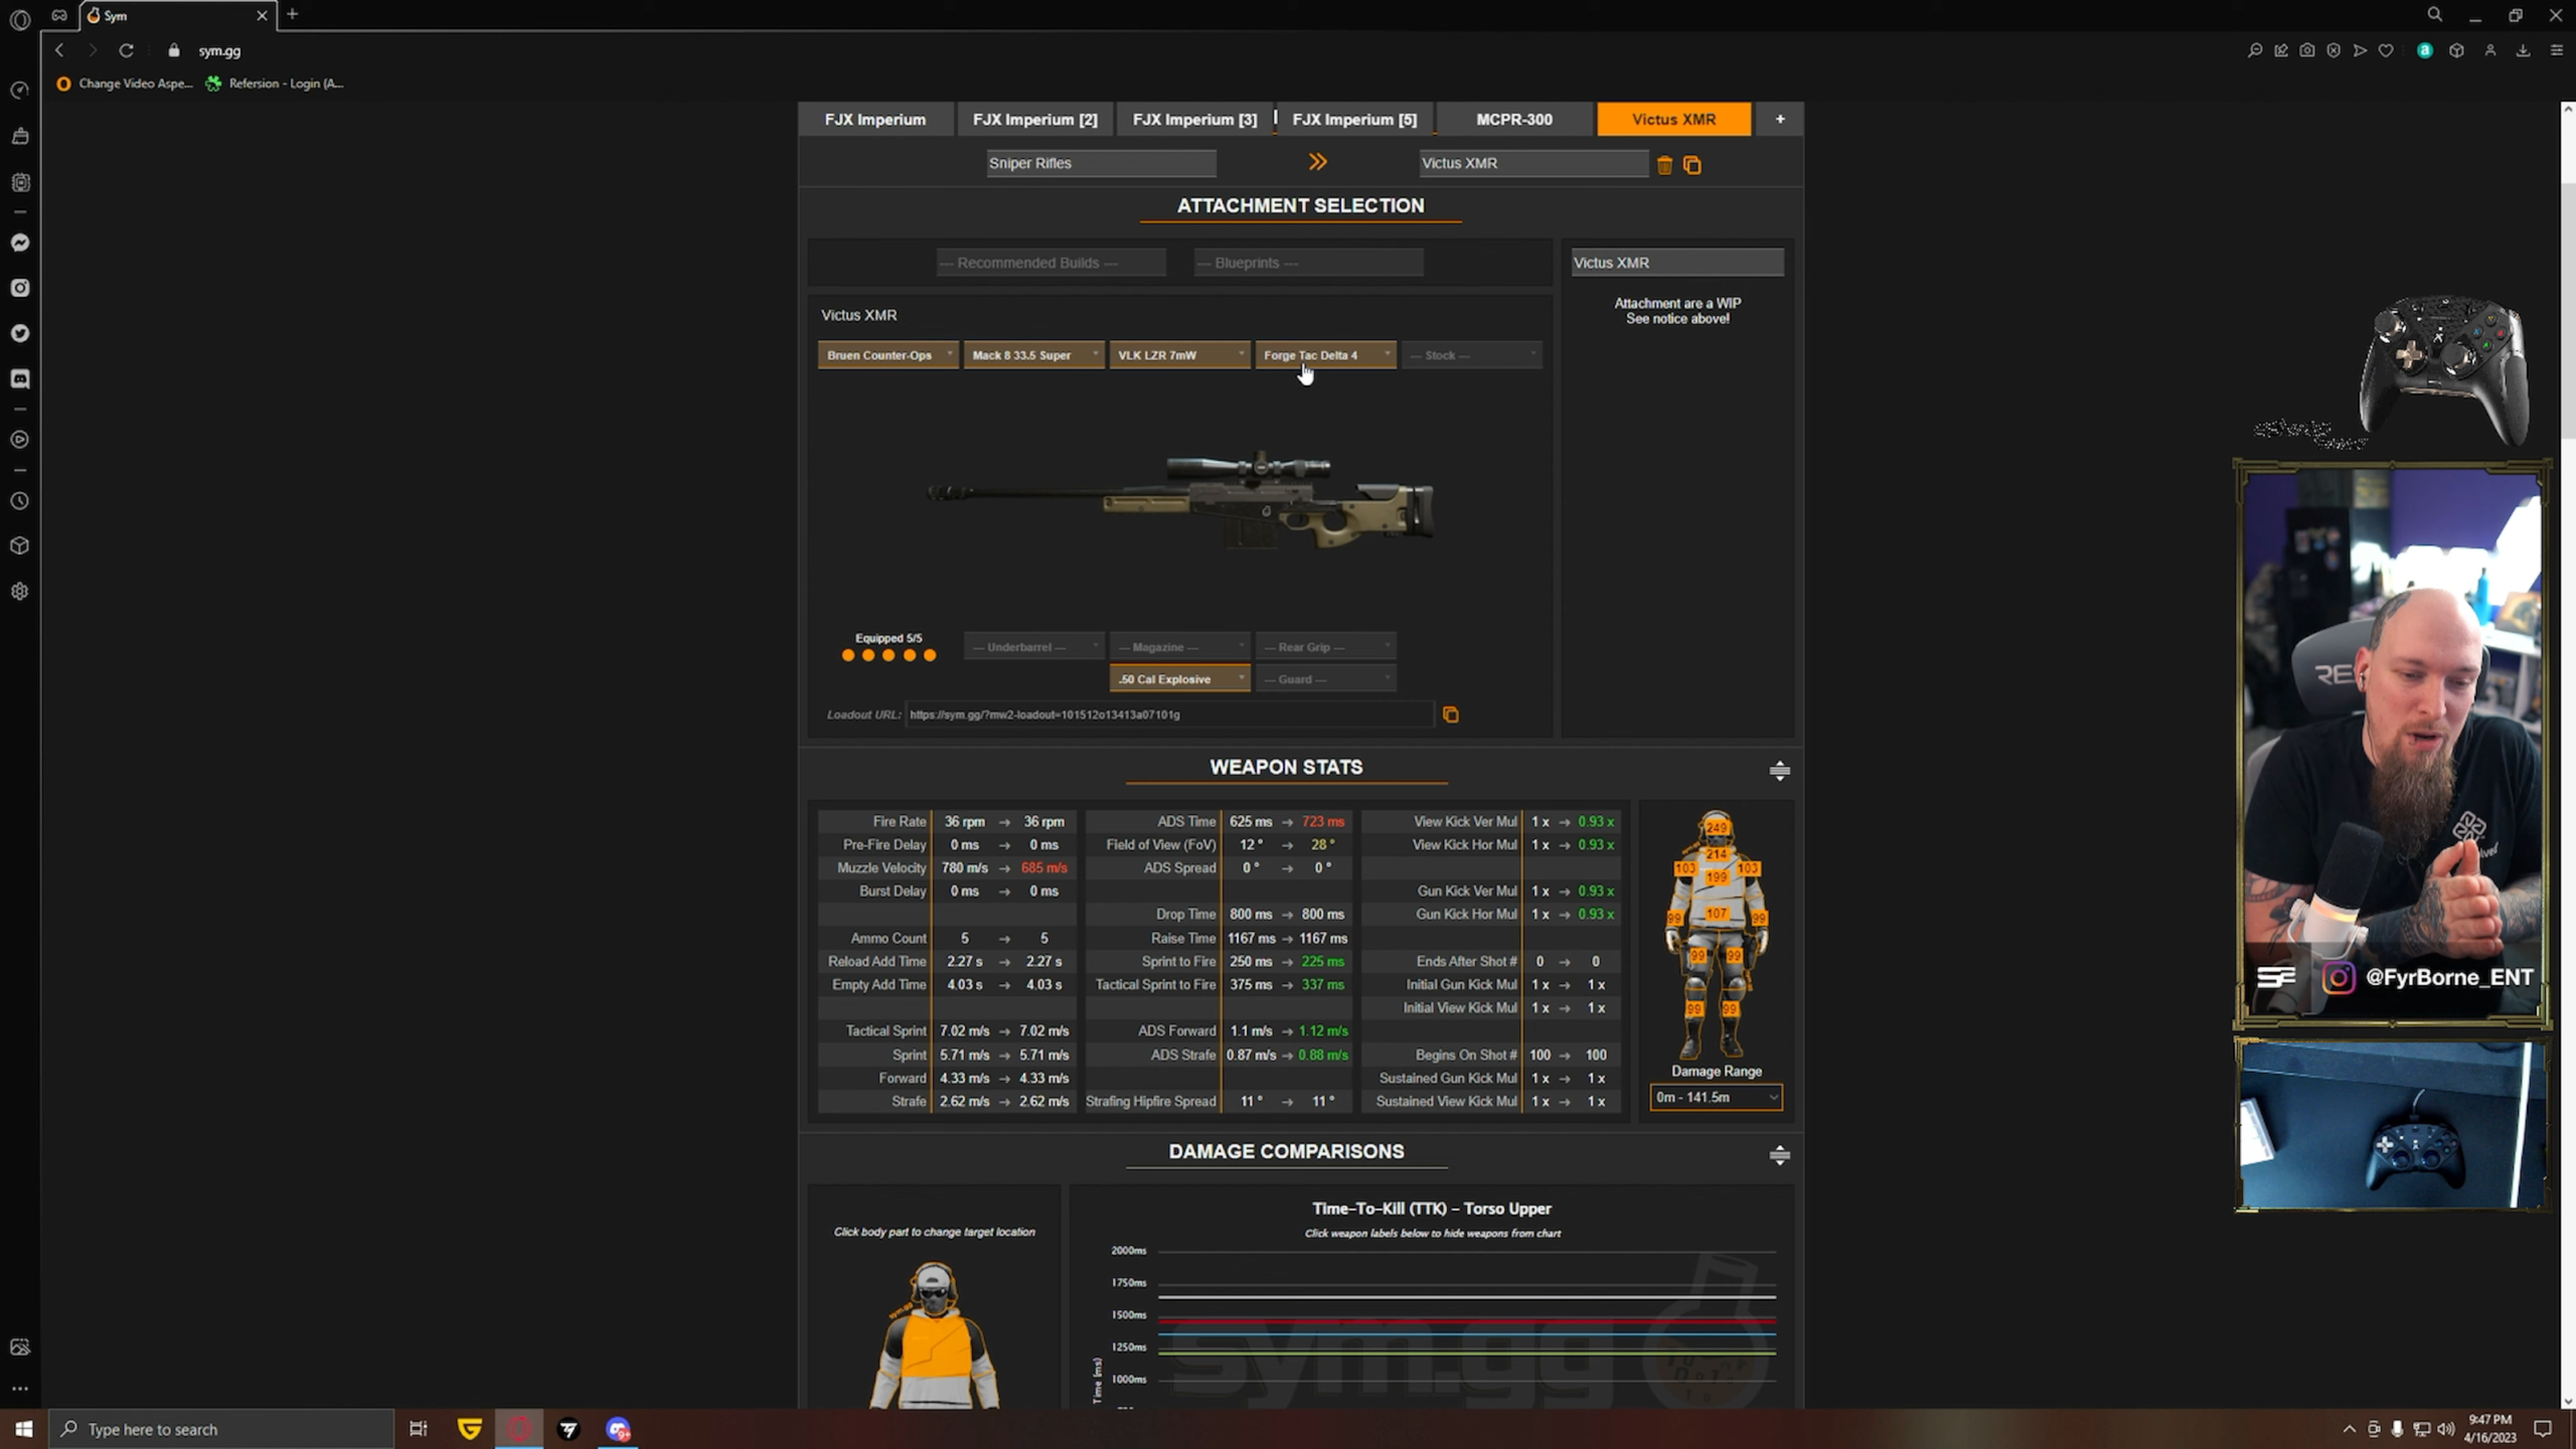 Sym
sym.gg
Change Video Aspe... Refersion - Login (A...
FJX Imperium FJX Imperium [2] FJX Imperium [3] FJX Imperium [5] MCPR-300 Victus XMR +
Sniper Rifles Victus XMR
ATTACHMENT SELECTION
--- Recommended Builds --- --- Blueprints --- Victus XMR
Attachment are a WIP
See notice above!
Victus XMR
Bruen Counter-Ops Mack 8 33.5 Super VLK LZR 7mW Forge Tac Delta 4 --- Stock ---
Equipped 5/5
--- Underbarrel --- --- Magazine --- --- Rear Grip ---
.50 Cal Explosive --- Guard ---
Loadout URL: https://sym.gg/?mw2-loadout=101512o13413a07101g
WEAPON STATS
Fire Rate 36 rpm → 36 rpm ADS Time 625 ms → 723 ms View Kick Ver Mul 1 x → 0.93 x
Pre-Fire Delay 0 ms → 0 ms Field of View (FoV) 12 ° → 28 ° View Kick Hor Mul 1 x → 0.93 x
Muzzle Velocity 780 m/s → 685 m/s ADS Spread 0 ° → 0 °
Burst Delay 0 ms → 0 ms Gun Kick Ver Mul 1 x → 0.93 x
Drop Time 800 ms → 800 ms Gun Kick Hor Mul 1 x → 0.93 x
Ammo Count 5 → 5 Raise Time 1167 ms → 1167 ms
Reload Add Time 2.27 s → 2.27 s Sprint to Fire 250 ms → 225 ms Ends After Shot # 0 → 0
Empty Add Time 4.03 s → 4.03 s Tactical Sprint to Fire 375 ms → 337 ms Initial Gun Kick Mul 1 x → 1 x
Initial View Kick Mul 1 x → 1 x
Tactical Sprint 7.02 m/s → 7.02 m/s ADS Forward 1.1 m/s → 1.12 m/s
Sprint 5.71 m/s → 5.71 m/s ADS Strafe 0.87 m/s → 0.88 m/s Begins On Shot # 100 → 100
Forward 4.33 m/s → 4.33 m/s Sustained Gun Kick Mul 1 x → 1 x
Strafe 2.62 m/s → 2.62 m/s Strafing Hipfire Spread 11 ° → 11 ° Sustained View Kick Mul 1 x → 1 x
249
214
103 103
199
99 107 99
99 99
99 99
Damage Range
0m - 141.5m
@FyrBorne_ENT
DAMAGE COMPARISONS
Click body part to change target location
Time-To-Kill (TTK) – Torso Upper
Click weapon labels below to hide weapons from chart
2000ms
1750ms
1500ms
1250ms
1000ms
Time (ms)
sym.gg
Type here to search
9+
9:47 PM
4/16/2023